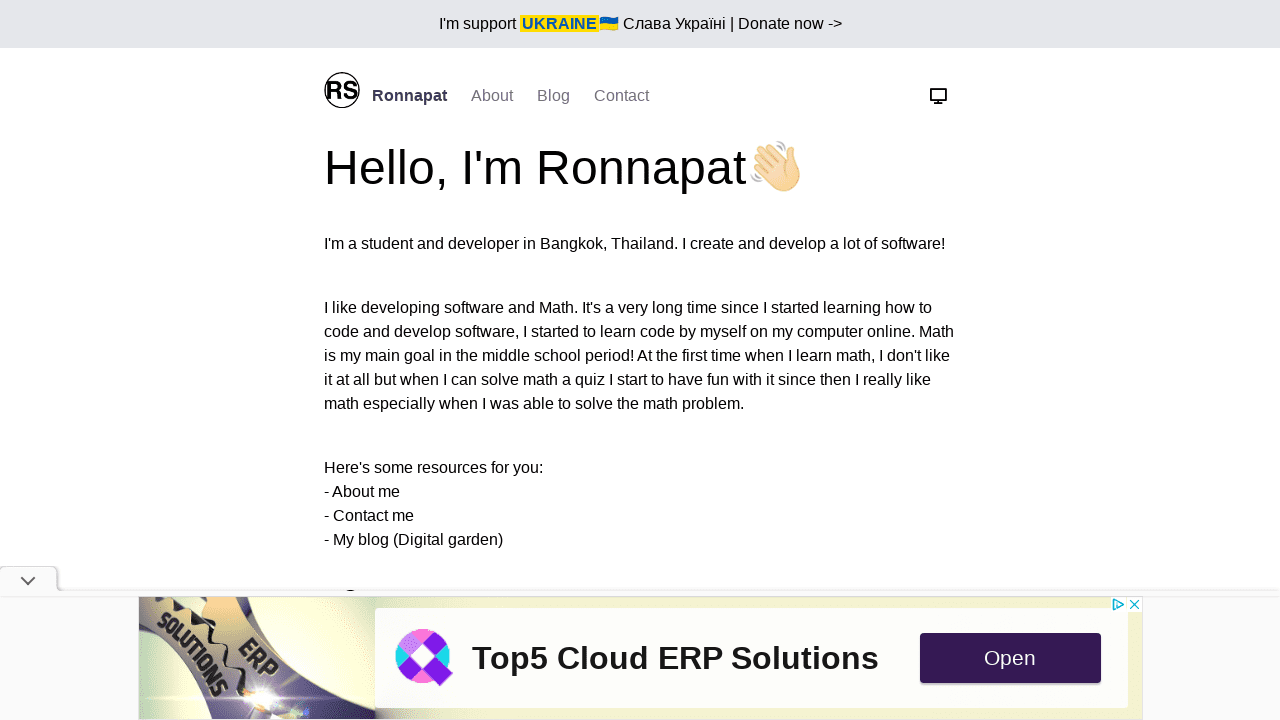 I'm support UKRAINE🇺🇦 Слава Україні | Donate now ->
RS Ronnapat About Blog Contact
Hello, I'm Ronnapat👋🏻
I'm a student and developer in Bangkok, Thailand. I create and develop a lot of software!
I like developing software and Math. It's a very long time since I started learning how to
code and develop software, I started to learn code by myself on my computer online. Math
is my main goal in the middle school period! At the first time when I learn math, I don't like
it at all but when I can solve math a quiz I start to have fun with it since then I really like
math especially when I was able to solve the math problem.
Here's some resources for you:
- About me
- Contact me
- My blog (Digital garden)
ERP
SOLUTIONS
Top5 Cloud ERP Solutions
Open